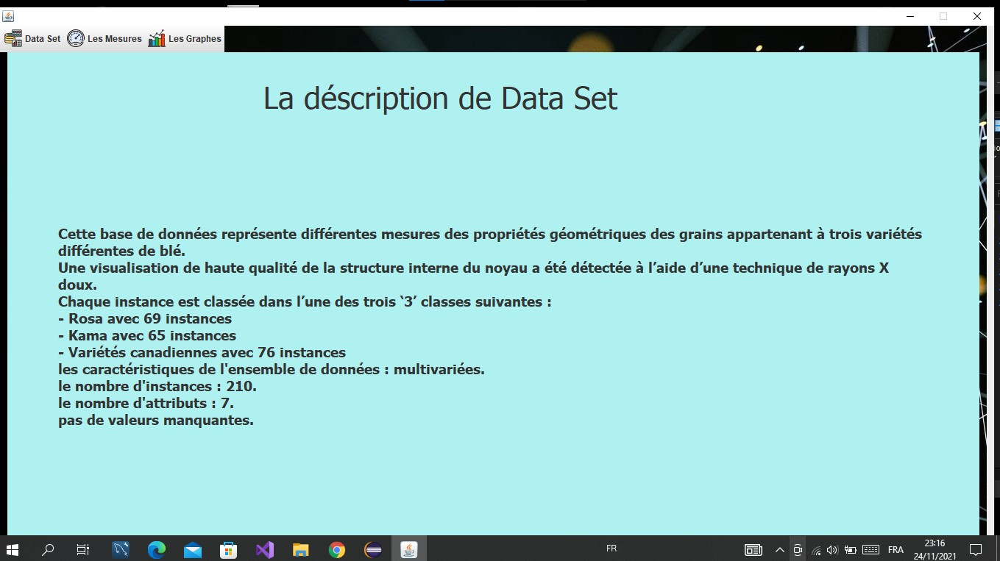 Data Set Les Mesures Les Graphes
La déscription de Data Set
Cette base de données représente différentes mesures des propriétés géométriques des grains appartenant à trois variétés
différentes de blé.
Une visualisation de haute qualité de la structure interne du noyau a été détectée à l’aide d’une technique de rayons X
doux.
Chaque instance est classée dans l’une des trois ‘3’ classes suivantes :
- Rosa avec 69 instances
- Kama avec 65 instances
- Variétés canadiennes avec 76 instances
les caractéristiques de l'ensemble de données : multivariées.
le nombre d'instances : 210.
le nombre d'attributs : 7.
pas de valeurs manquantes.
FR
FRA
23:16
24/11/2021